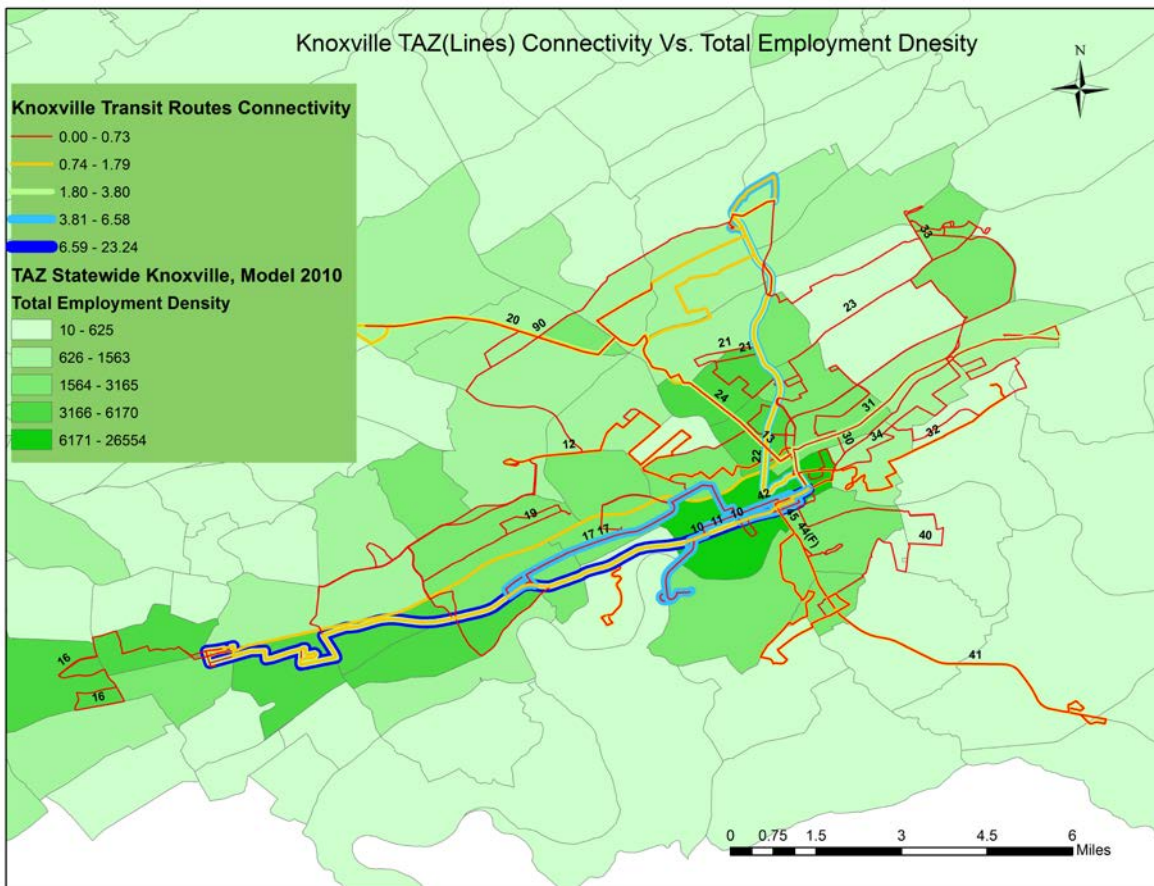 Knoxville TAZ(Lines) Connectivity Vs. Total Employment Dnesity
N
Knoxville Transit Routes Connectivity
0.00 - 0.73
0.74 - 1.79
1.80 - 3.80
3.81 - 6.58
6.59 - 23.24
TAZ Statewide Knoxville, Model 2010
Total Employment Density
10 - 625
626 - 1563
1564 - 3165
3166 - 6170
6171 - 26554
33
23
20
90
21
21
24
31
13
30
34
32
12
22
42
19
17 17
10
11
10
45
44(F)
40
16
16
41
0 0.75 1.5 3 4.5 6
Miles